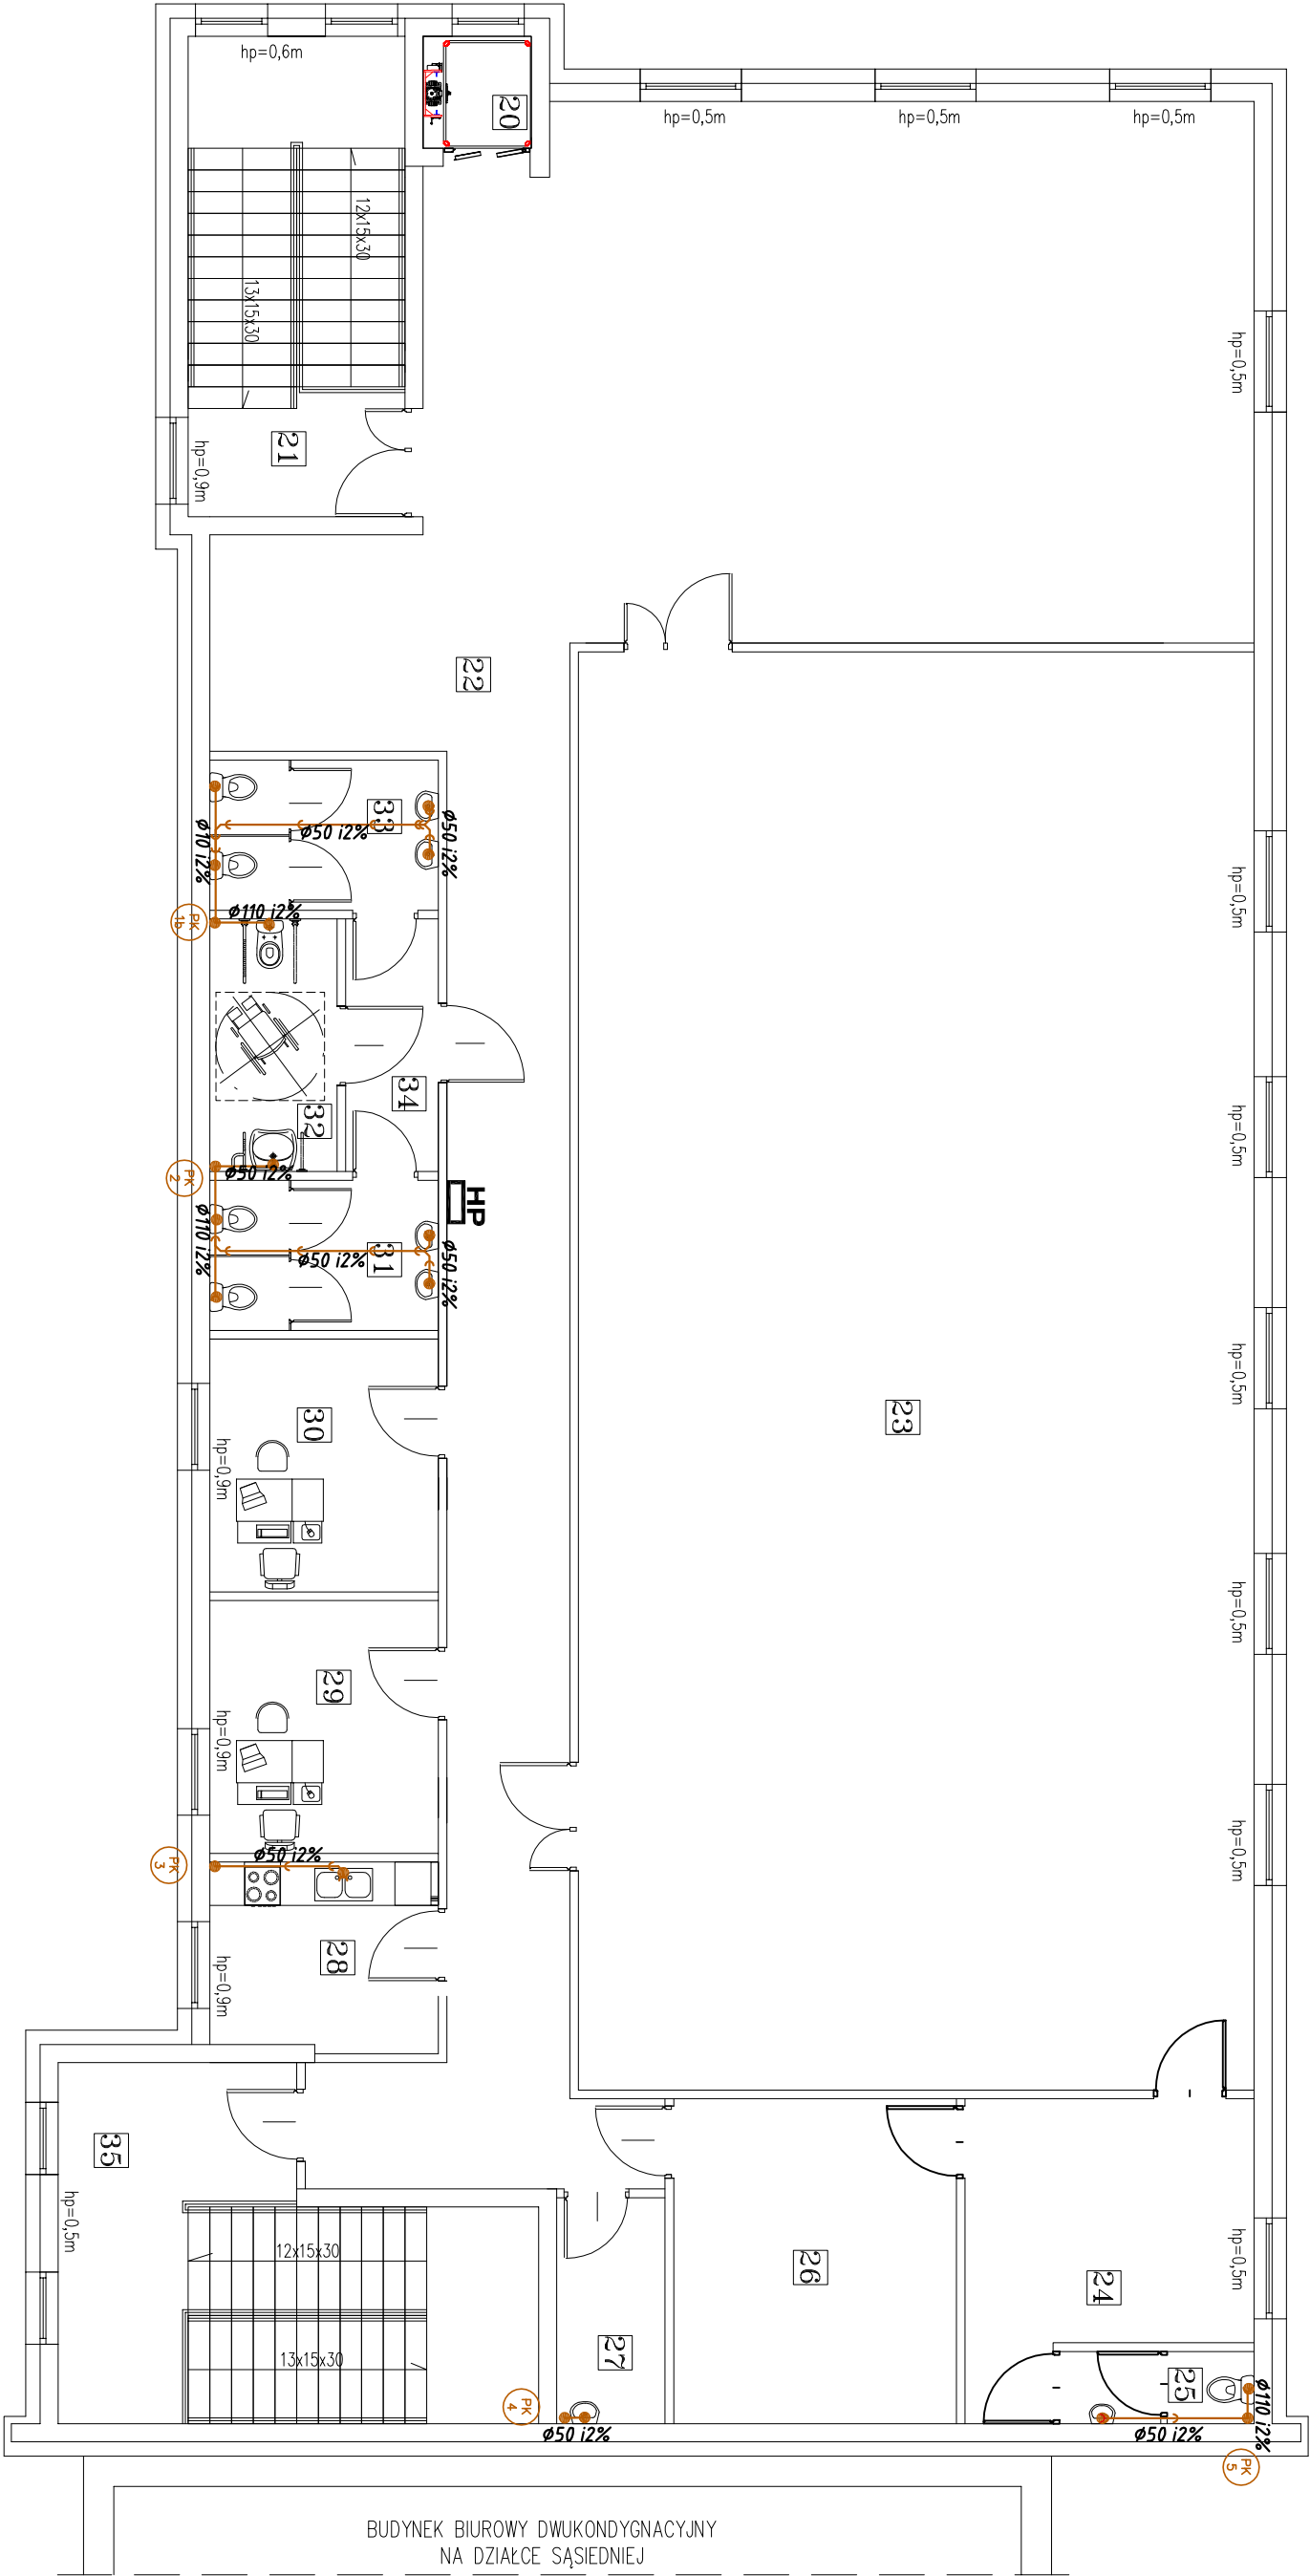 hp=0,6m
20
hp=0,5m
hp=0,5m
hp=0,5m
12x15x30
13x15x30
hp=0,5m
21
hp=0,9m
22
33
ø50 i2%
ø50 i2%
ø10 i2%
hp=0,5m
PK
1b
ø110 i2%
34
32
hp=0,5m
PK
2
ø50 i2%
HP
ø110 i2%
31
ø50 i2%
ø50 i2%
hp=0,5m
30
23
hp=0,9m
hp=0,5m
29
hp=0,9m
hp=0,5m
PK
3
ø50 i2%
28
hp=0,9m
35
hp=0,5m
12x15x30
13x15x30
26
24
hp=0,5m
27
25
PK
4
ø50 i2%
ø50 i2%
ø110 i2%
PK
5
BUDYNEK BIUROWY DWUKONDYGNACYJNY
NA DZIAŁCE SĄSIEDNIEJ